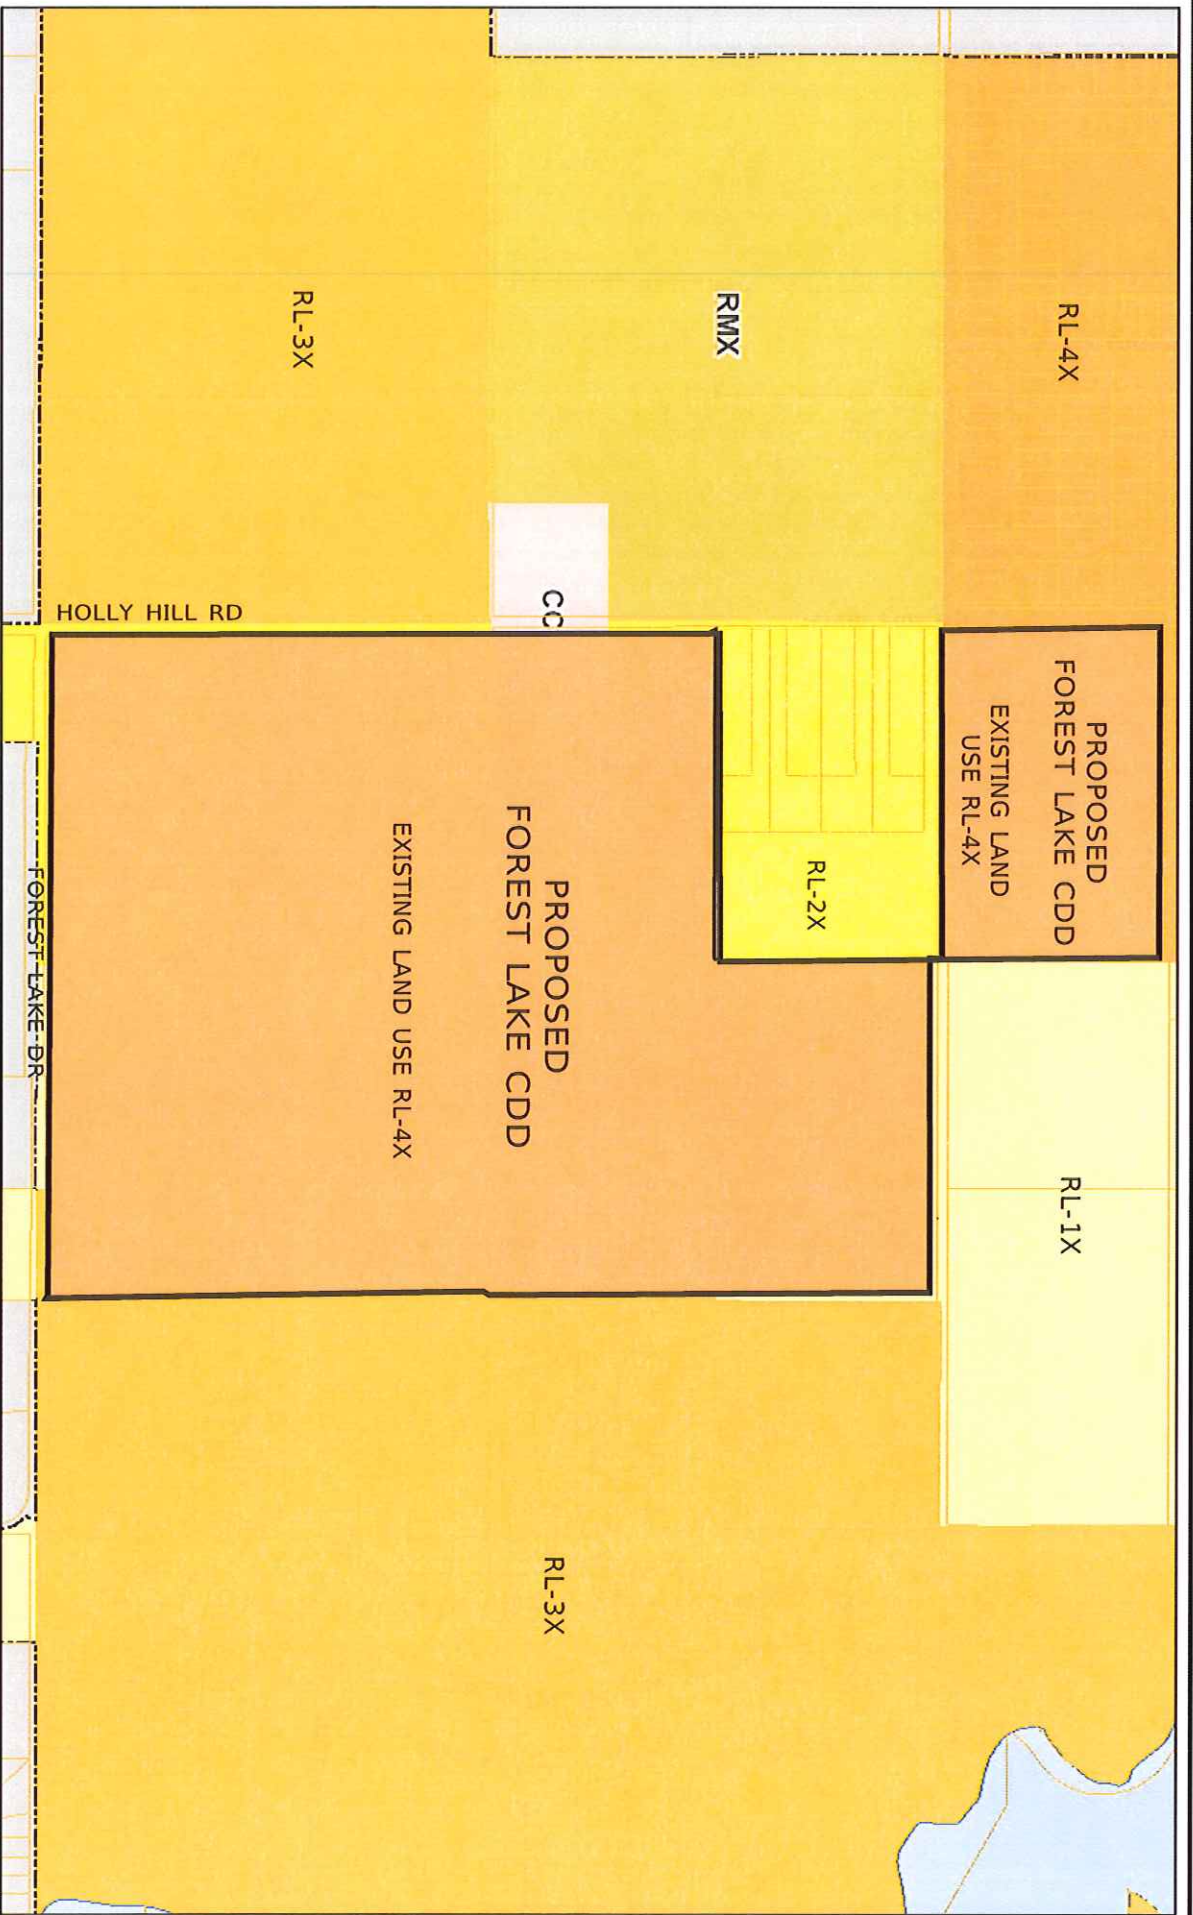 RL-4X
PROPOSED
FOREST LAKE CDD
EXISTING LAND
USE RL-4X
RL-1X
RMX
RL-2X
CC
PROPOSED
FOREST LAKE CDD
EXISTING LAND USE RL-4X
RL-3X
RL-3X
HOLLY HILL RD
FOREST LAKE DR